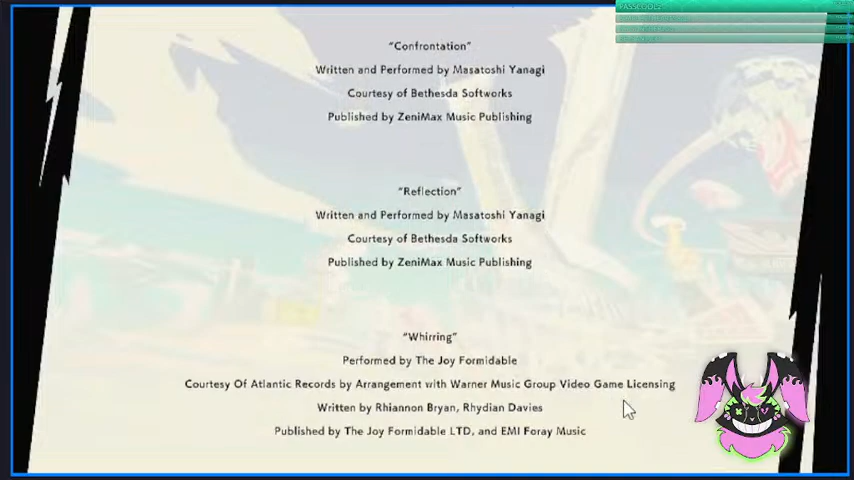 PASSCODE:
"Confrontation"
Written and Performed by Masatoshi Yanagi
Courtesy of Bethesda Softworks
Published by ZeniMax Music Publishing
"Reflection"
Written and Performed by Masatoshi Yanagi
Courtesy of Bethesda Softworks
Published by ZeniMax Music Publishing
"Whirring"
Performed by The Joy Formidable
Courtesy Of Atlantic Records by Arrangement with Warner Music Group Video Game Licensing
Written by Rhiannon Bryan, Rhydian Davies
Published by The Joy Formidable LTD, and EMI Foray Music